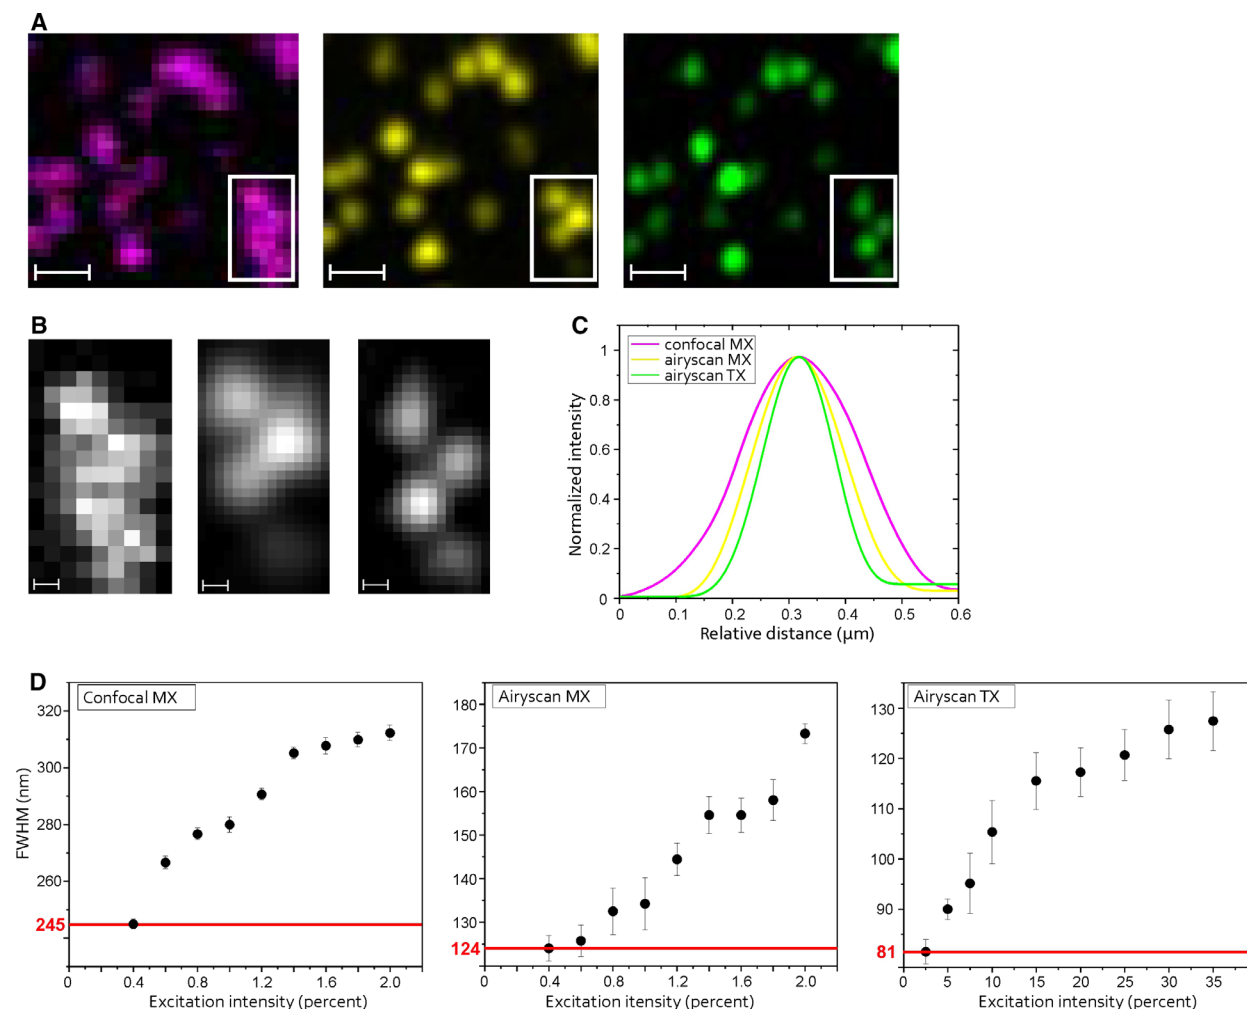 A
B
C
confocal MX
airyscan MX
airyscan TX
1
0.8
0.6
0.4
0.2
0
Normalized intensity
0 0.1 0.2 0.3 0.4 0.5 0.6
Relative distance (µm)
D
Confocal MX
320
300
280
260
245
FWHM (nm)
0 0.4 0.8 1.2 1.6 2.0
Excitation intensity (percent)
Airyscan MX
180
170
160
150
140
130
124
0 0.4 0.8 1.2 1.6 2.0
Excitation intensity (percent)
Airyscan TX
130
120
110
100
90
81
0 5 10 15 20 25 30 35
Excitation intensity (percent)